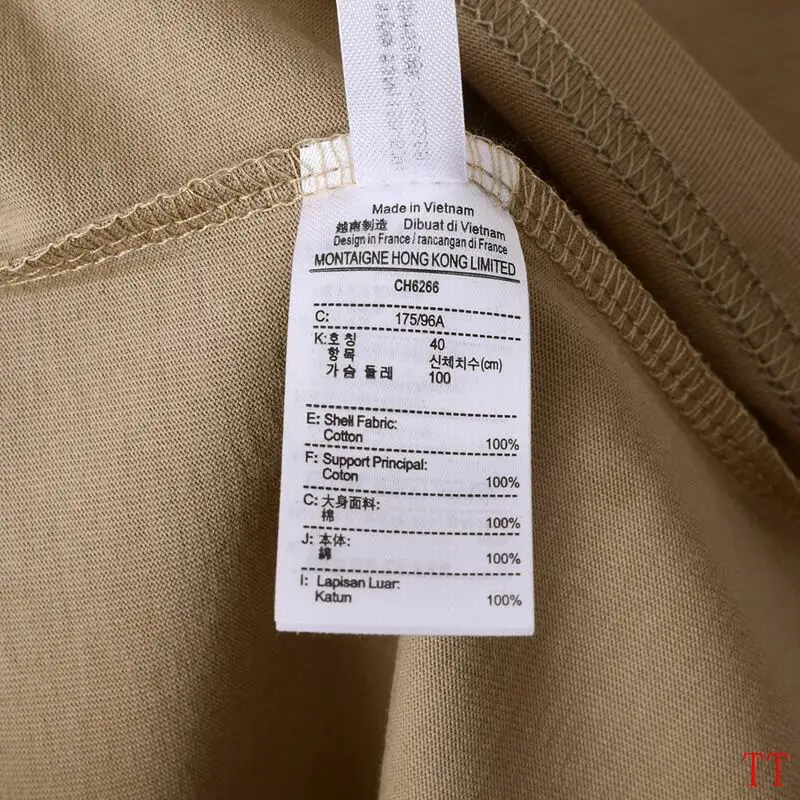 Made in Vietnam
越南制造 Dibuat di Vietnam
Design in France / rancangan di France
MONTAIGNE HONG KONG LIMITED
CH6266
C: 175/96A
K:호칭 40
항목 신체치수(cm)
가슴 둘레 100
E: Shell Fabric:
Cotton 100%
F: Support Principal:
Coton 100%
C: 大身面料:
棉 100%
J: 本体:
綿 100%
I: Lapisan Luar:
Katun 100%
TT